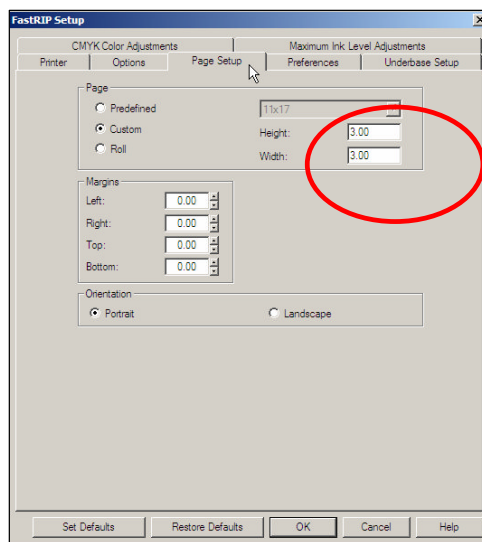 FastRIP Setup
CMYK Color Adjustments Maximum Ink Level Adjustments
Printer Options Page Setup Preferences Underbase Setup
Page
Predefined 11x17
Custom Height: 3.00
Roll Width: 3.00
Margins
Left: 0.00
Right: 0.00
Top: 0.00
Bottom: 0.00
Orientation
Portrait Landscape
Set Defaults Restore Defaults OK Cancel Help